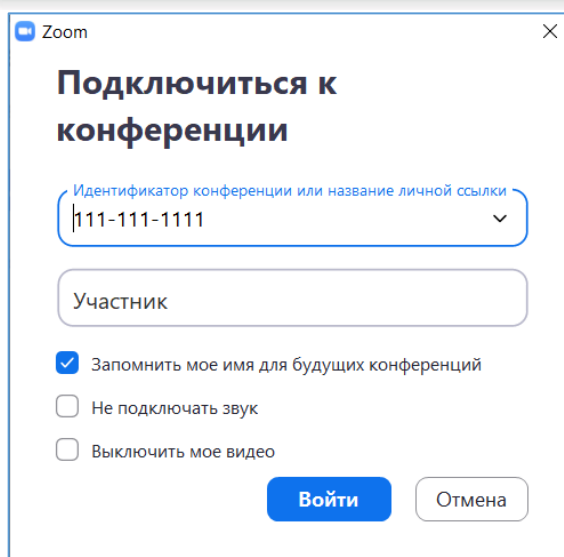 Zoom
Подключиться к
конференции
Идентификатор конференции или название личной ссылки
111-111-1111
Участник
Запомнить мое имя для будущих конференций
Не подключать звук
Выключить мое видео
Войти Отмена